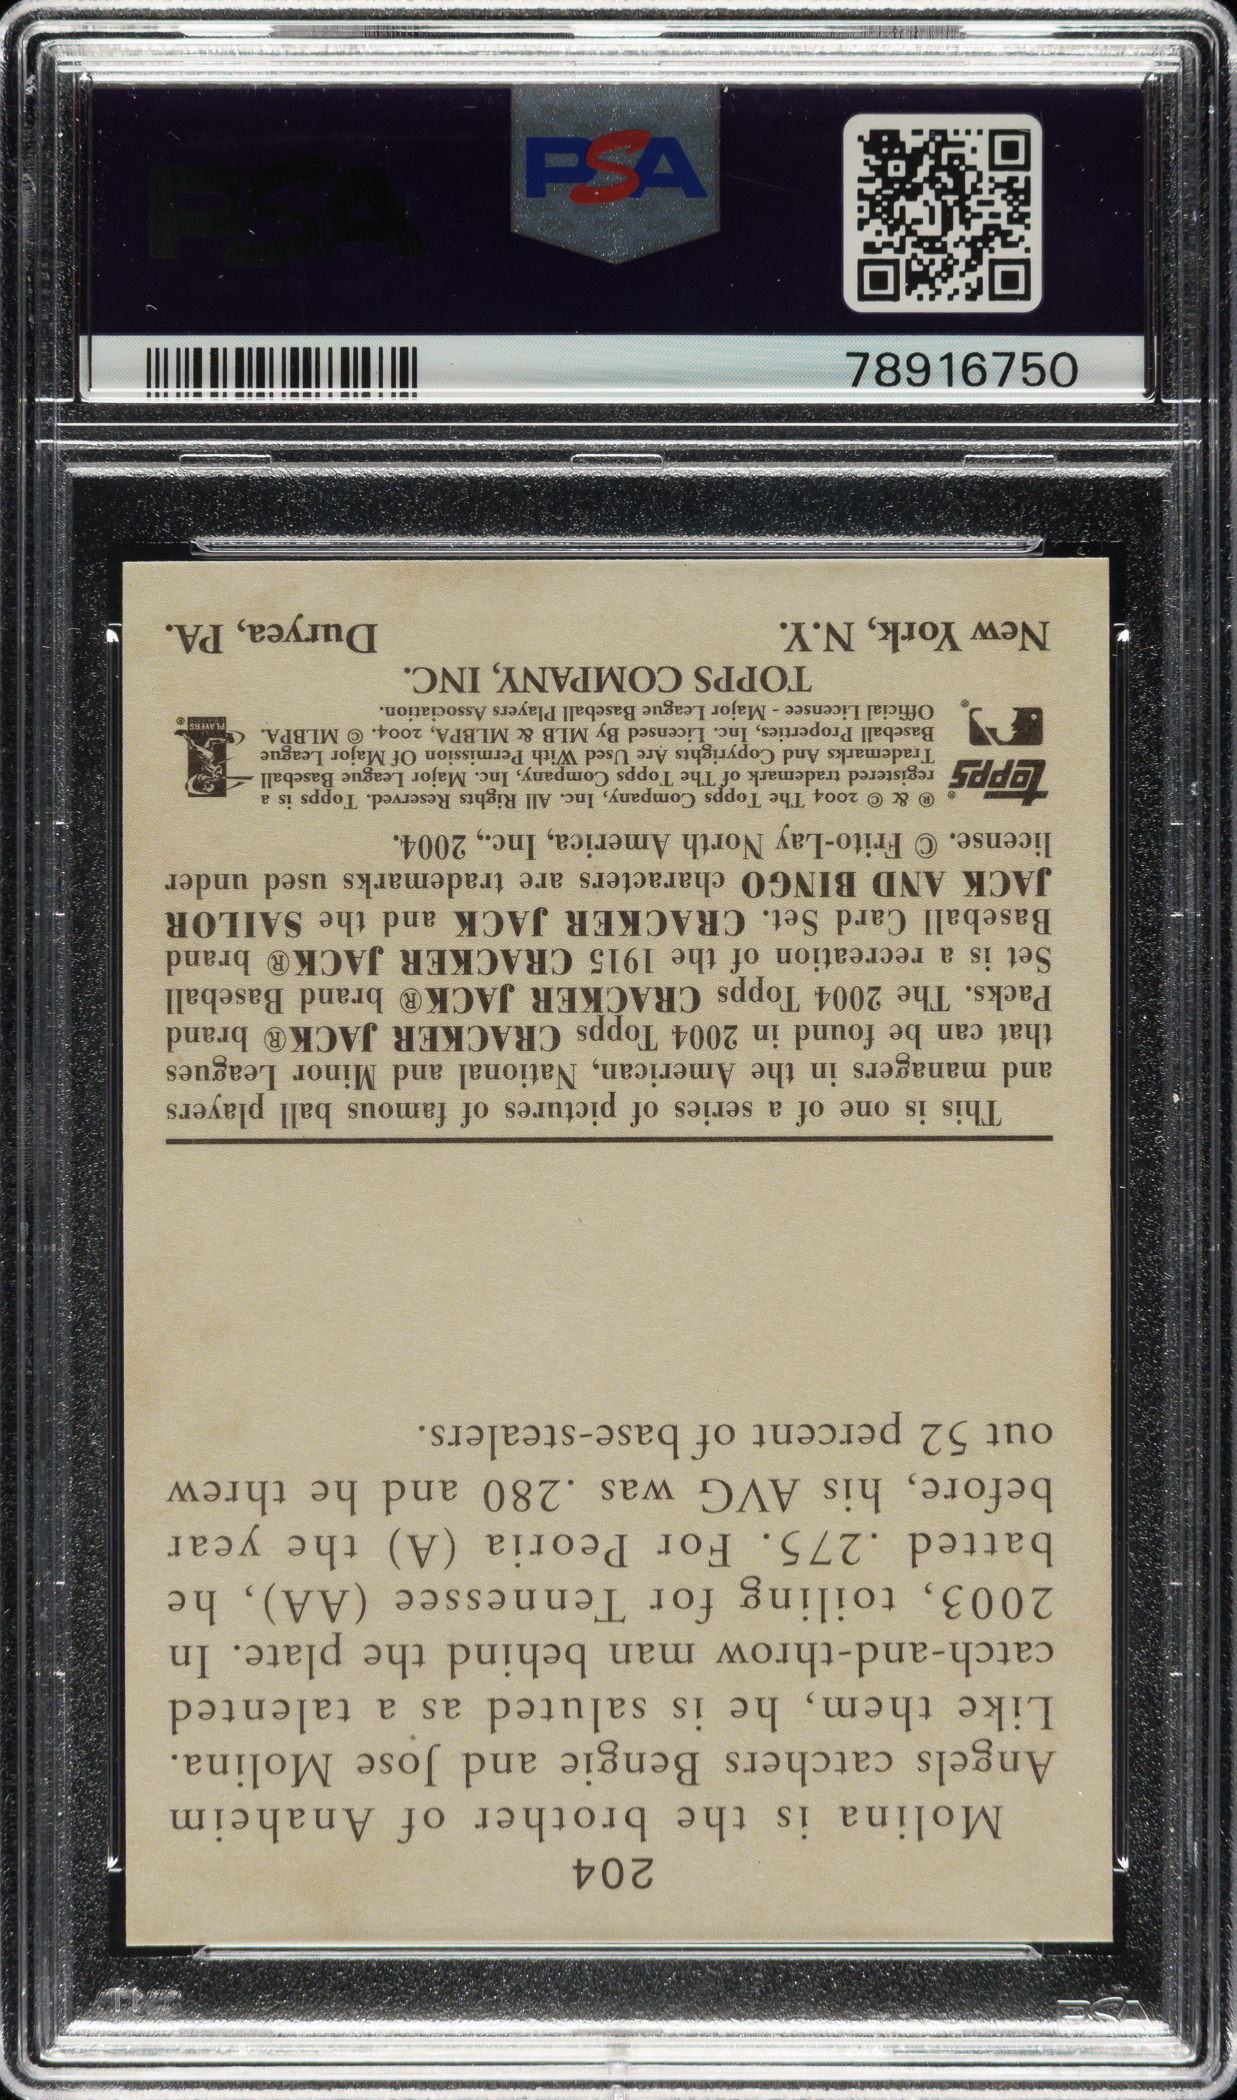 PSA
PSA
78916750
204
Molina is the brother of Anaheim
Angels catchers Bengie and Jose Molina.
Like them, he is saluted as a talented
catch-and-throw man behind the plate. In
2003, toiling for Tennessee (AA), he
batted .275. For Peoria (A) the year
before, his AVG was .280 and he threw
out 52 percent of base-stealers.
This is one of a series of pictures of famous ball players
and managers in the American, National and Minor Leagues
that can be found in 2004 Topps CRACKER JACK® brand
Packs. The 2004 Topps CRACKER JACK® brand Baseball
Set is a recreation of the 1915 CRACKER JACK® brand
Baseball Card Set. CRACKER JACK and the SAILOR
JACK AND BINGO characters are trademarks used under
license. © Frito-Lay North America, Inc., 2004.
topps®
® & © 2004 The Topps Company, Inc. All Rights Reserved. Topps is a
registered trademark of The Topps Company, Inc. Major League Baseball
Trademarks And Copyrights Are Used With Permission Of Major League
Baseball Properties, Inc. Licensed By MLB & MLBPA, 2004. © MLBPA.
Official Licensee - Major League Baseball Players Association.
PLAYERS
TOPPS COMPANY, INC.
New York, N.Y. Duryea, PA.
PSA